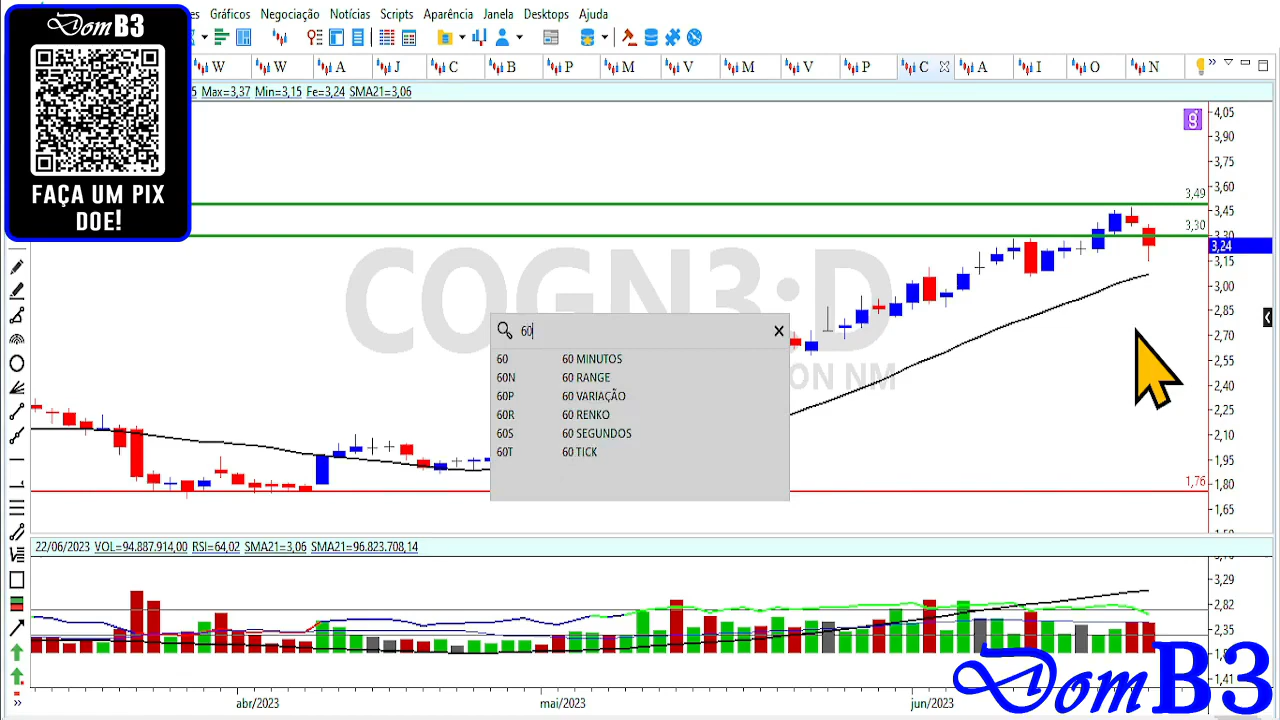 Dom B3
FAÇA UM PIX
DOE!
Gráficos Negociação Notícias Scripts Aparência Janela Desktops Ajuda
W W A J C B P M V M V P C A I O N
Max=3,37 Min=3,15 Fe=3,24 SMA21=3,06
COGN3:D
ON NM
3,49
3,30
1,76
60
60 60 MINUTOS
60N 60 RANGE
60P 60 VARIAÇÃO
60R 60 RENKO
60S 60 SEGUNDOS
60T 60 TICK
4,05
3,90
3,75
3,60
3,45
3,30
3,24
3,15
3,00
2,85
2,70
2,55
2,40
2,25
2,10
1,95
1,80
1,65
22/06/2023 VOL=94.887.914,00 RSI=64,02 SMA21=3,06 SMA21=96.823.708,14
3,29
2,82
2,35
1,41
abr/2023 mai/2023 jun/2023
Dom B3